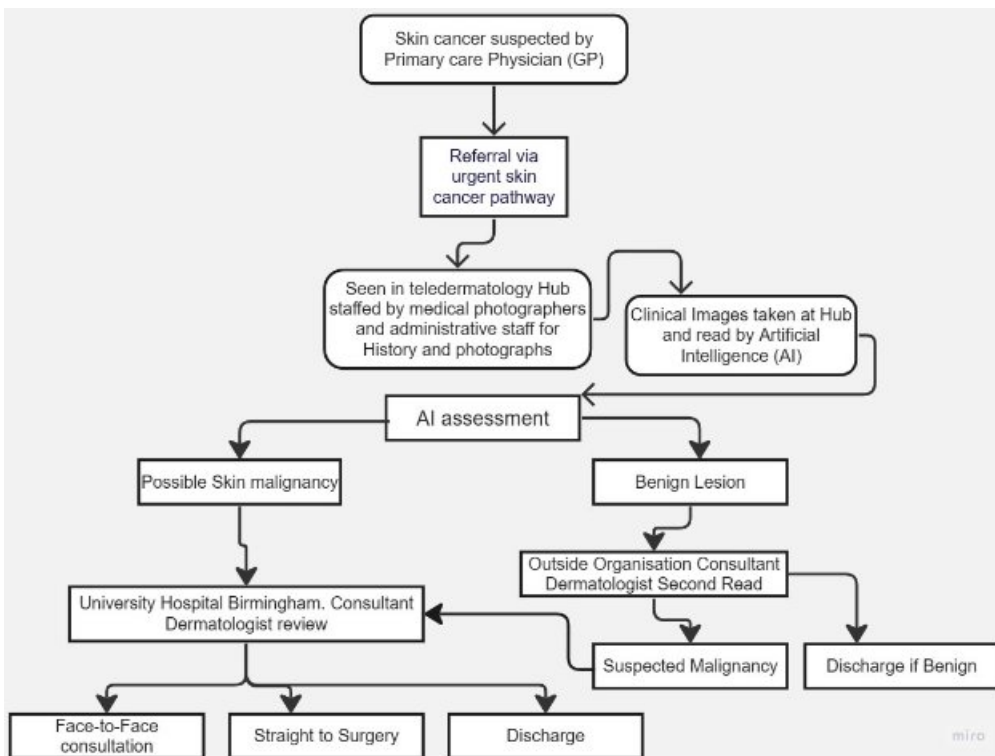 Skin cancer suspected by
Primary care Physician (GP)
Referral via
urgent skin
cancer pathway
Seen in teledermatology Hub
staffed by medical photographers
and administrative staff for
History and photographs
Clinical Images taken at Hub
and read by Artificial
Intelligence (AI)
AI assessment
Possible Skin malignancy
Benign Lesion
Outside Organisation Consultant
Dermatologist Second Read
University Hospital Birmingham. Consultant
Dermatologist review
Suspected Malignancy
Discharge if Benign
Face-to-Face
consultation
Straight to Surgery
Discharge
miro